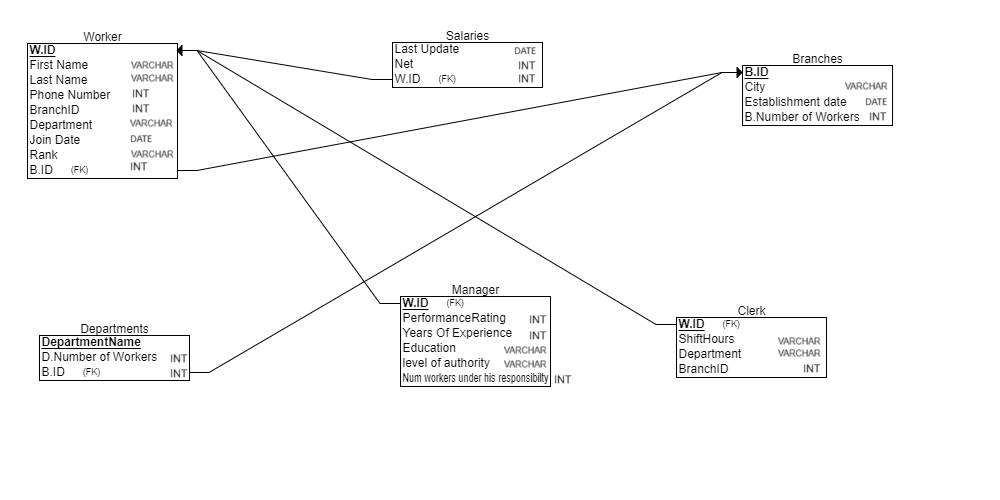 Worker
W.ID
First Name VARCHAR
Last Name VARCHAR
Phone Number INT
BranchID INT
Department VARCHAR
Join Date DATE
Rank VARCHAR
B.ID (FK) INT
Salaries
Last Update DATE
Net INT
W.ID (FK) INT
Branches
B.ID
City VARCHAR
Establishment date DATE
B.Number of Workers INT
Departments
DepartmentName
D.Number of Workers INT
B.ID (FK) INT
Manager
W.ID (FK)
PerformanceRating INT
Years Of Experience INT
Education VARCHAR
level of authority VARCHAR
Num workers under his responsibilty INT
Clerk
W.ID (FK)
ShiftHours VARCHAR
Department VARCHAR
BranchID INT